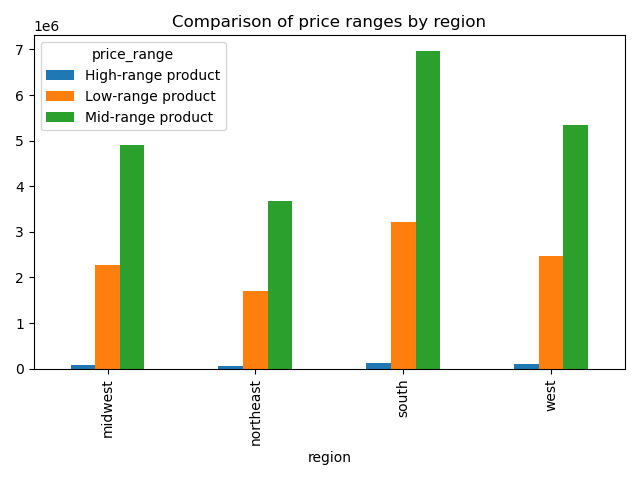 Comparison of price ranges by region
1e6
7
6
5
4
3
2
1
0
price_range
High-range product
Low-range product
Mid-range product
midwest
northeast
south
west
region